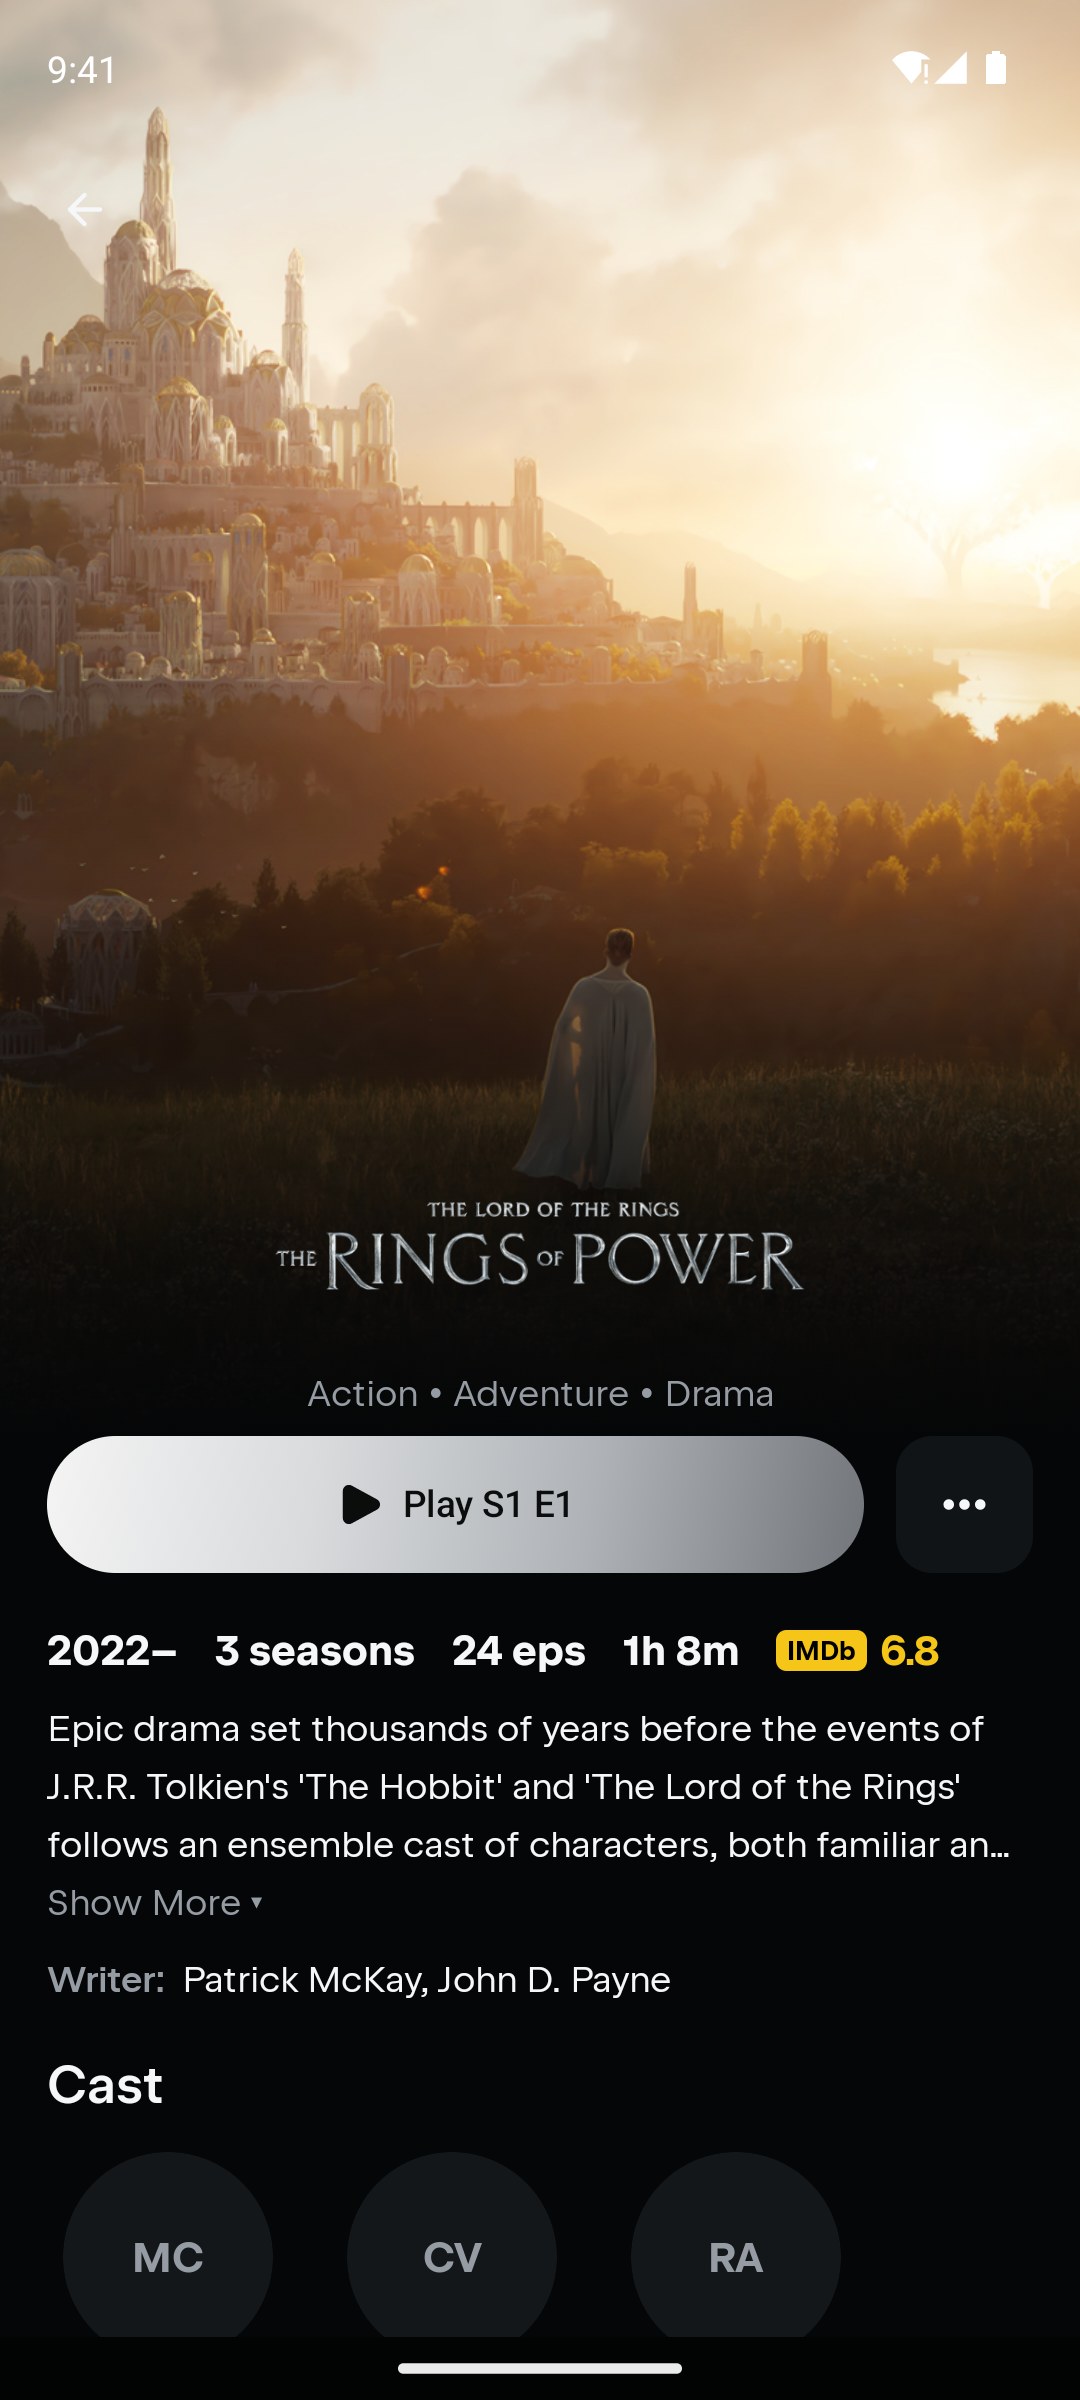 9:41
THE LORD OF THE RINGS
THE RINGS OF POWER
Action • Adventure • Drama
Play S1 E1
2022– 3 seasons 24 eps 1h 8m IMDb 6.8
Epic drama set thousands of years before the events of
J.R.R. Tolkien's 'The Hobbit' and 'The Lord of the Rings'
follows an ensemble cast of characters, both familiar an...
Show More ▾
Writer: Patrick McKay, John D. Payne
Cast
MC CV RA